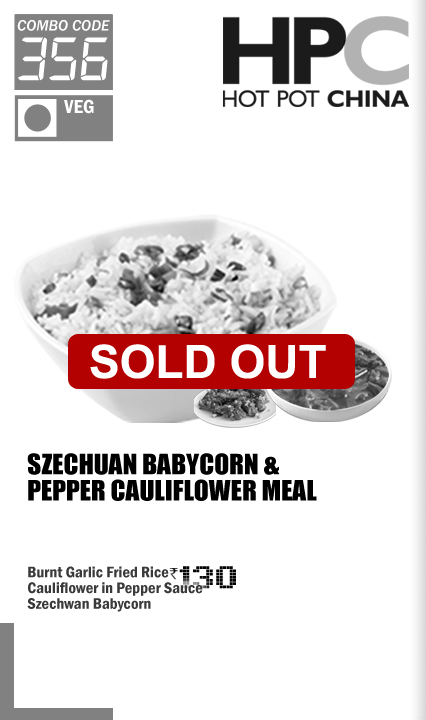 COMBO CODE
356
VEG
HPC
HOT POT CHINA
SOLD OUT
SZECHUAN BABYCORN &
PEPPER CAULIFLOWER MEAL
Burnt Garlic Fried Rice ₹130
Cauliflower in Pepper Sauce
Szechwan Babycorn